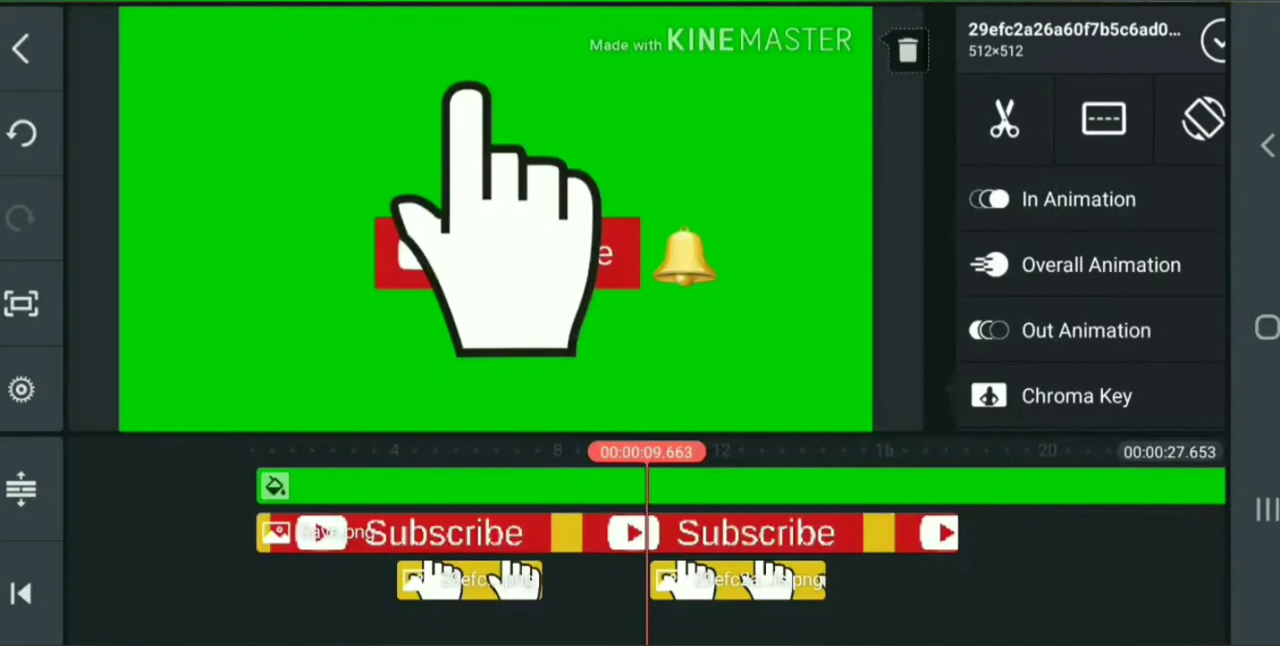 Made with KINEMASTER
29efc2a26a60f7b5c6ad0...
512×512
In Animation
Overall Animation
Out Animation
Chroma Key
e
4
8
00:00:09.663
12
16
20
00:00:27.653
Subscribe
Subscribe